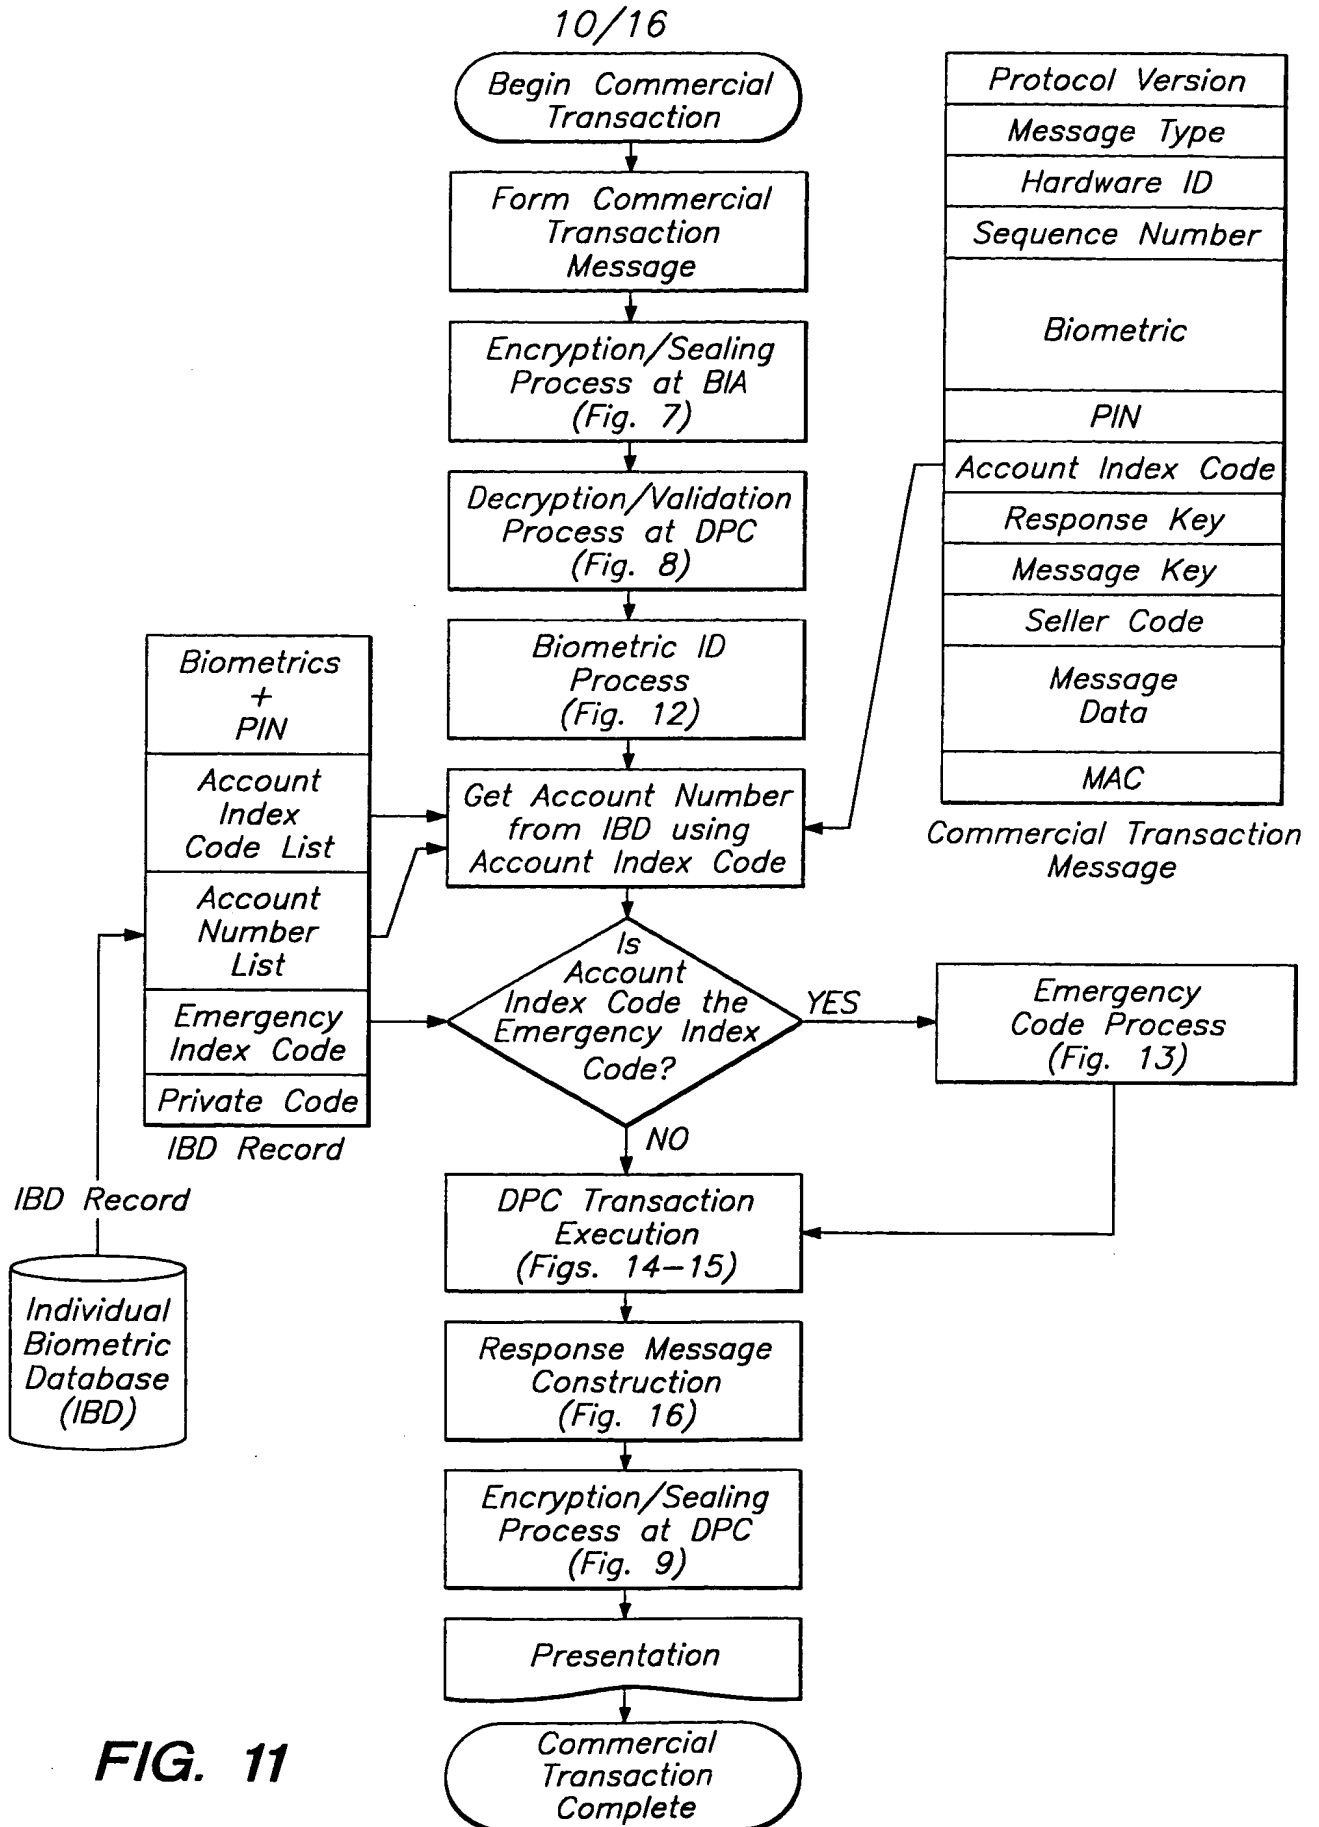 10/16
Begin Commercial
Transaction
Form Commercial
Transaction
Message
Encryption/Sealing
Process at BIA
(Fig. 7)
Decryption/Validation
Process at DPC
(Fig. 8)
Biometric ID
Process
(Fig. 12)
Get Account Number
from IBD using
Account Index Code
Is
Account
Index Code the
Emergency Index
Code?
YES
NO
Emergency
Code Process
(Fig. 13)
DPC Transaction
Execution
(Figs. 14-15)
Response Message
Construction
(Fig. 16)
Encryption/Sealing
Process at DPC
(Fig. 9)
Presentation
Commercial
Transaction
Complete
Protocol Version
Message Type
Hardware ID
Sequence Number
Biometric
PIN
Account Index Code
Response Key
Message Key
Seller Code
Message
Data
MAC
Commercial Transaction
Message
Biometrics
+
PIN
Account
Index
Code List
Account
Number
List
Emergency
Index Code
Private Code
IBD Record
IBD Record
Individual
Biometric
Database
(IBD)
FIG. 11